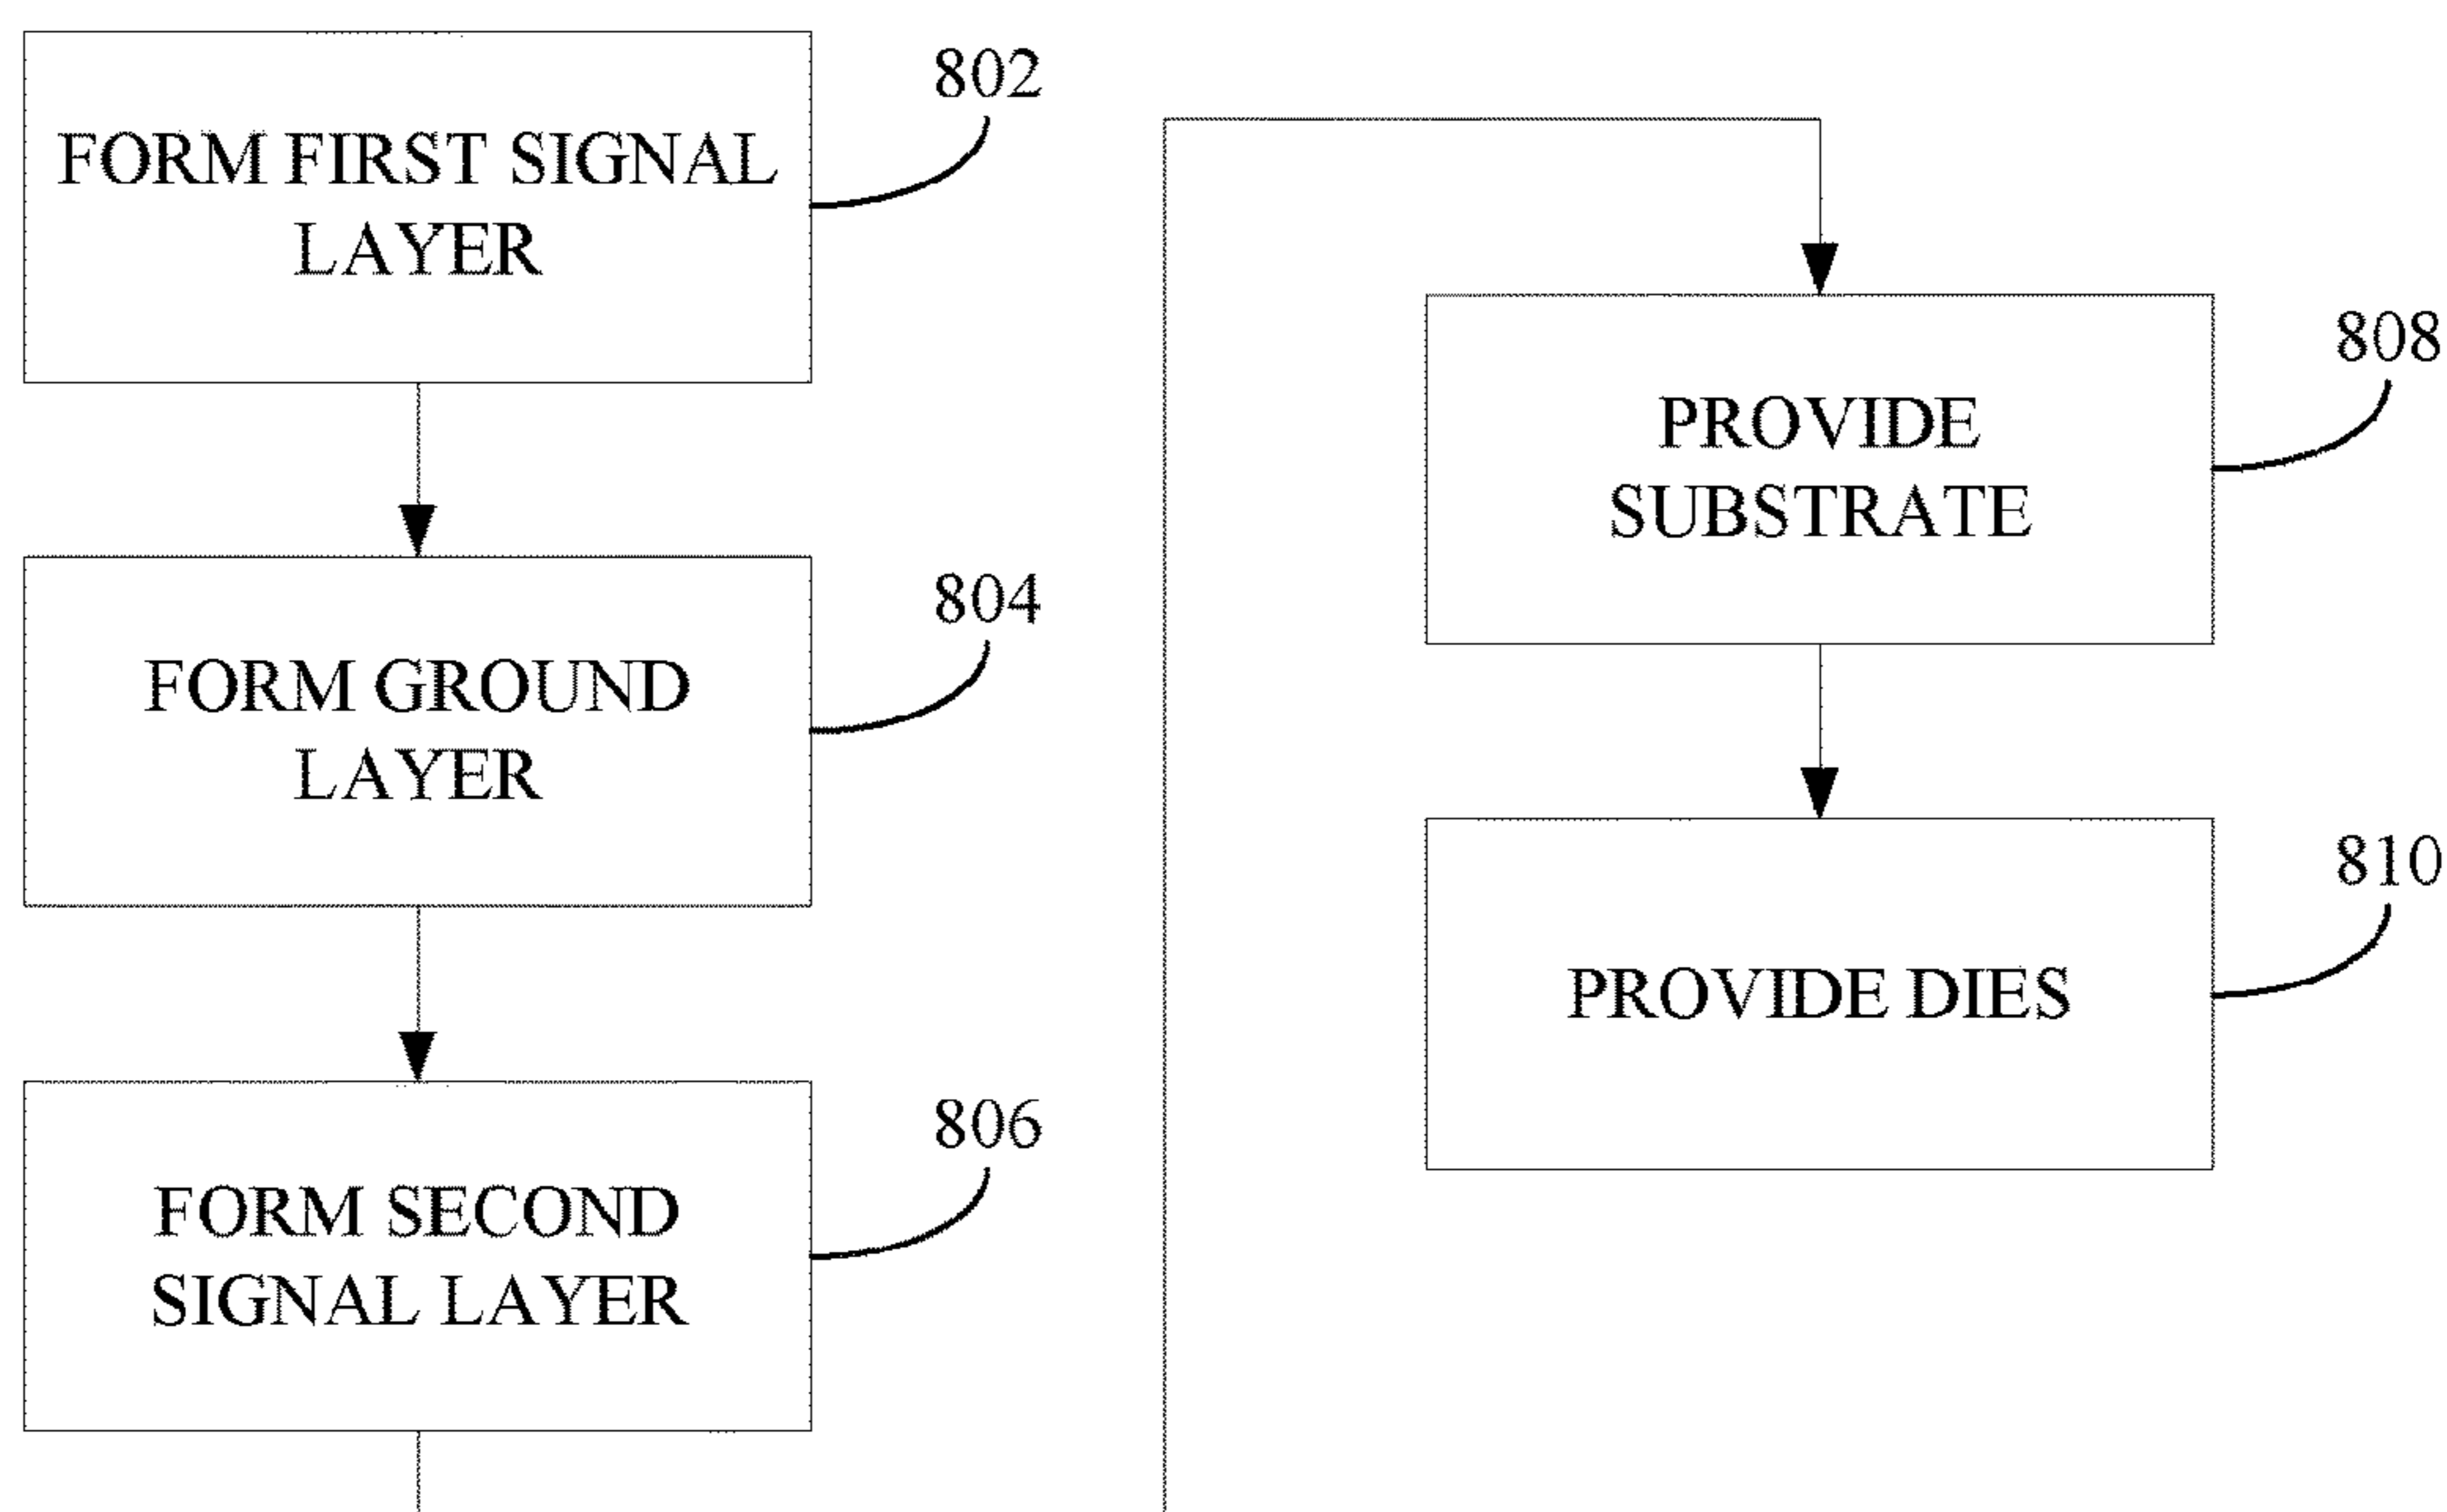 802
FORM FIRST SIGNAL
LAYER
804
FORM GROUND
LAYER
806
FORM SECOND
SIGNAL LAYER
808
PROVIDE
SUBSTRATE
810
PROVIDE DIES